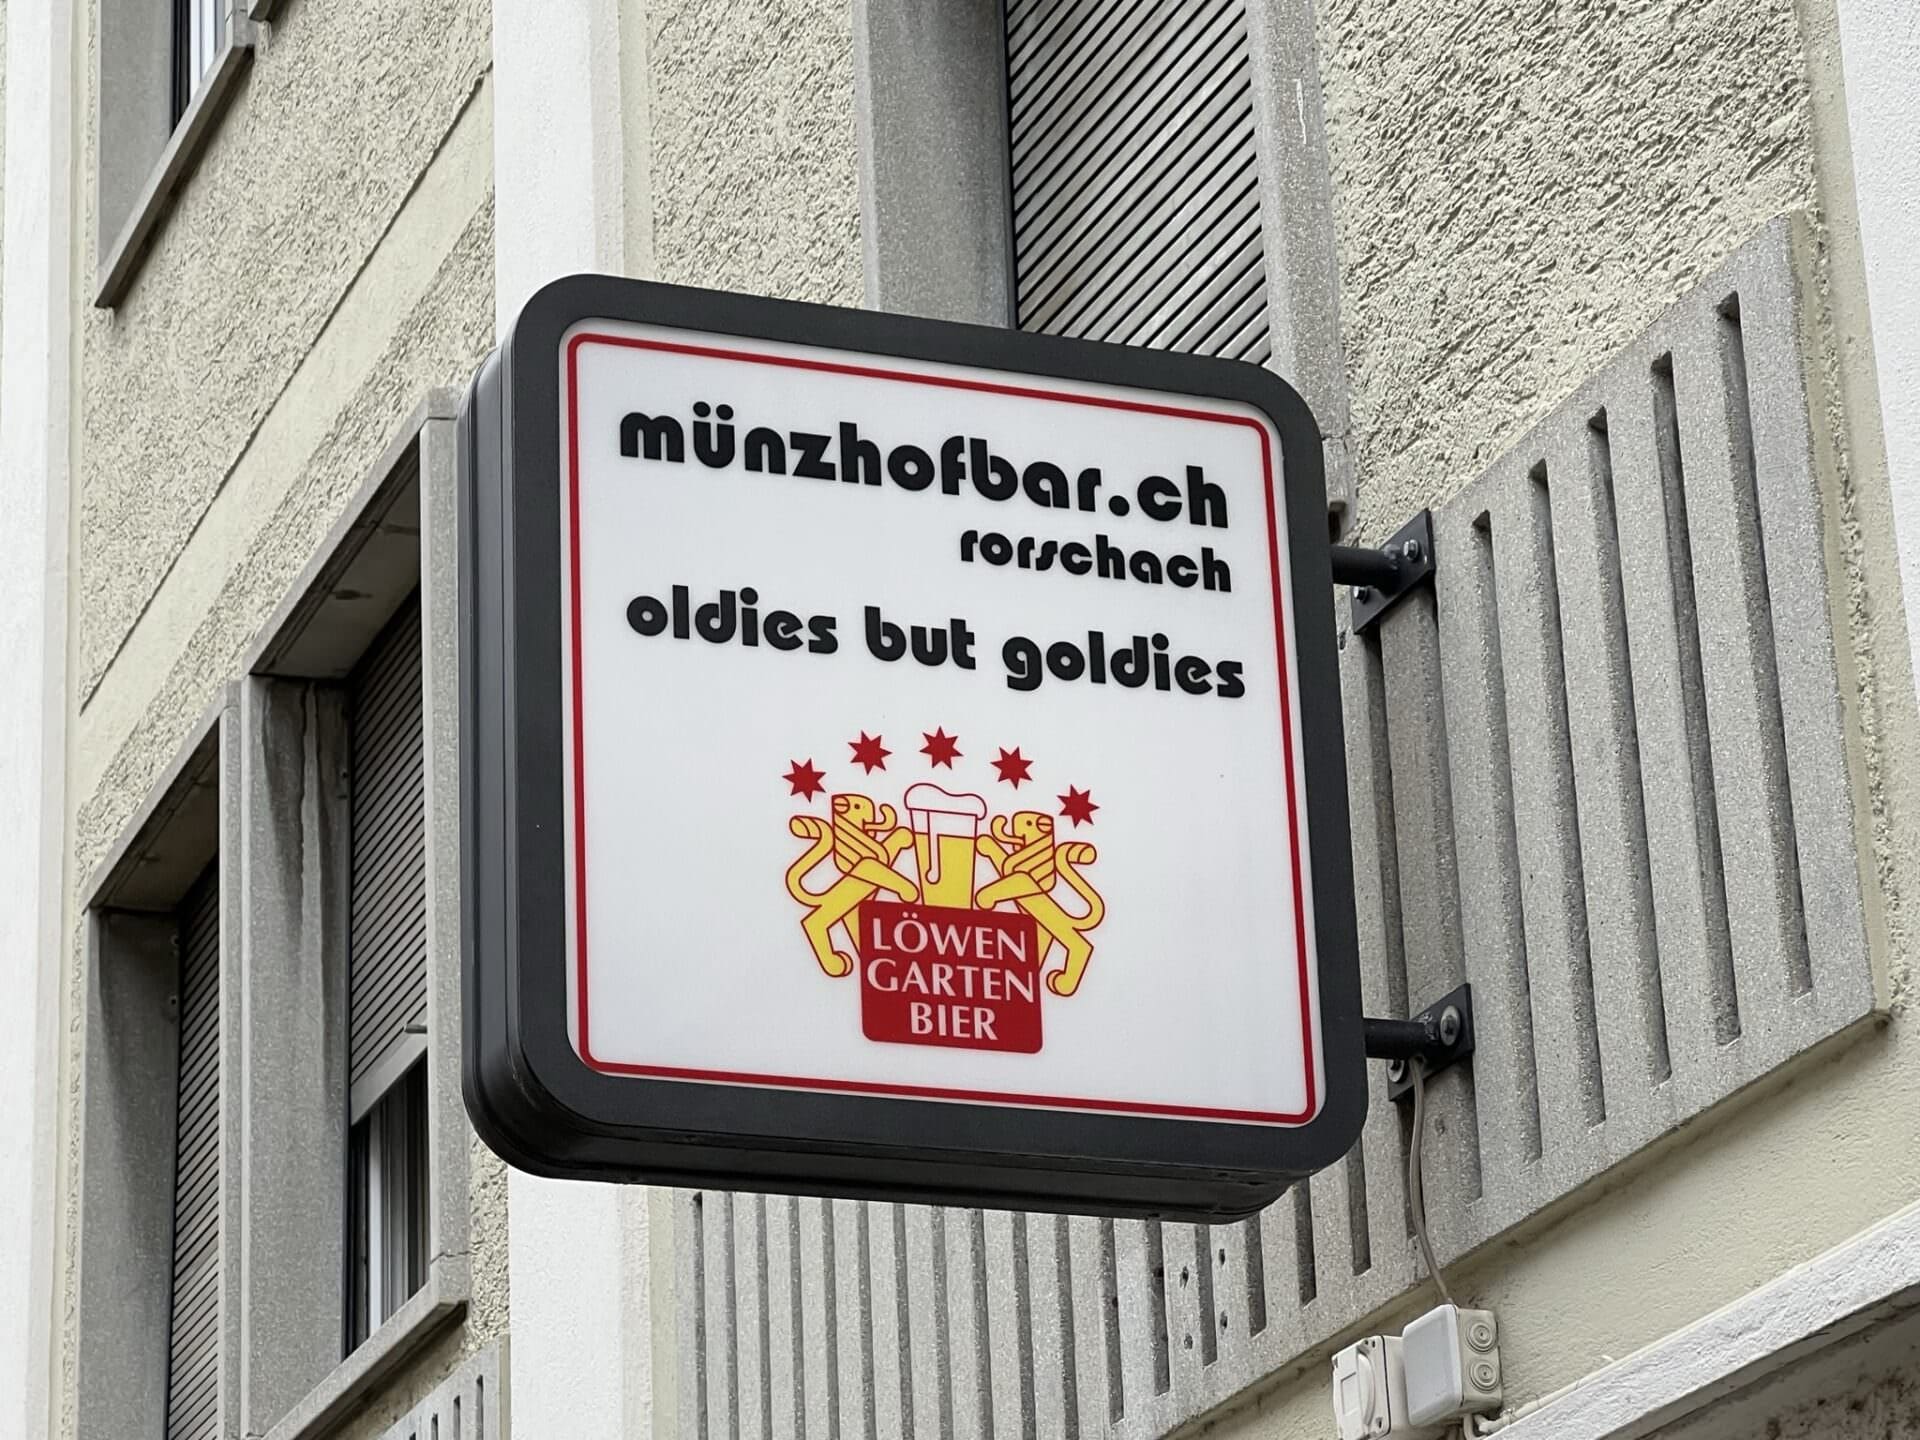 münzhofbar.ch
rorschach
oldies but goldies
LÖWEN
GARTEN
BIER